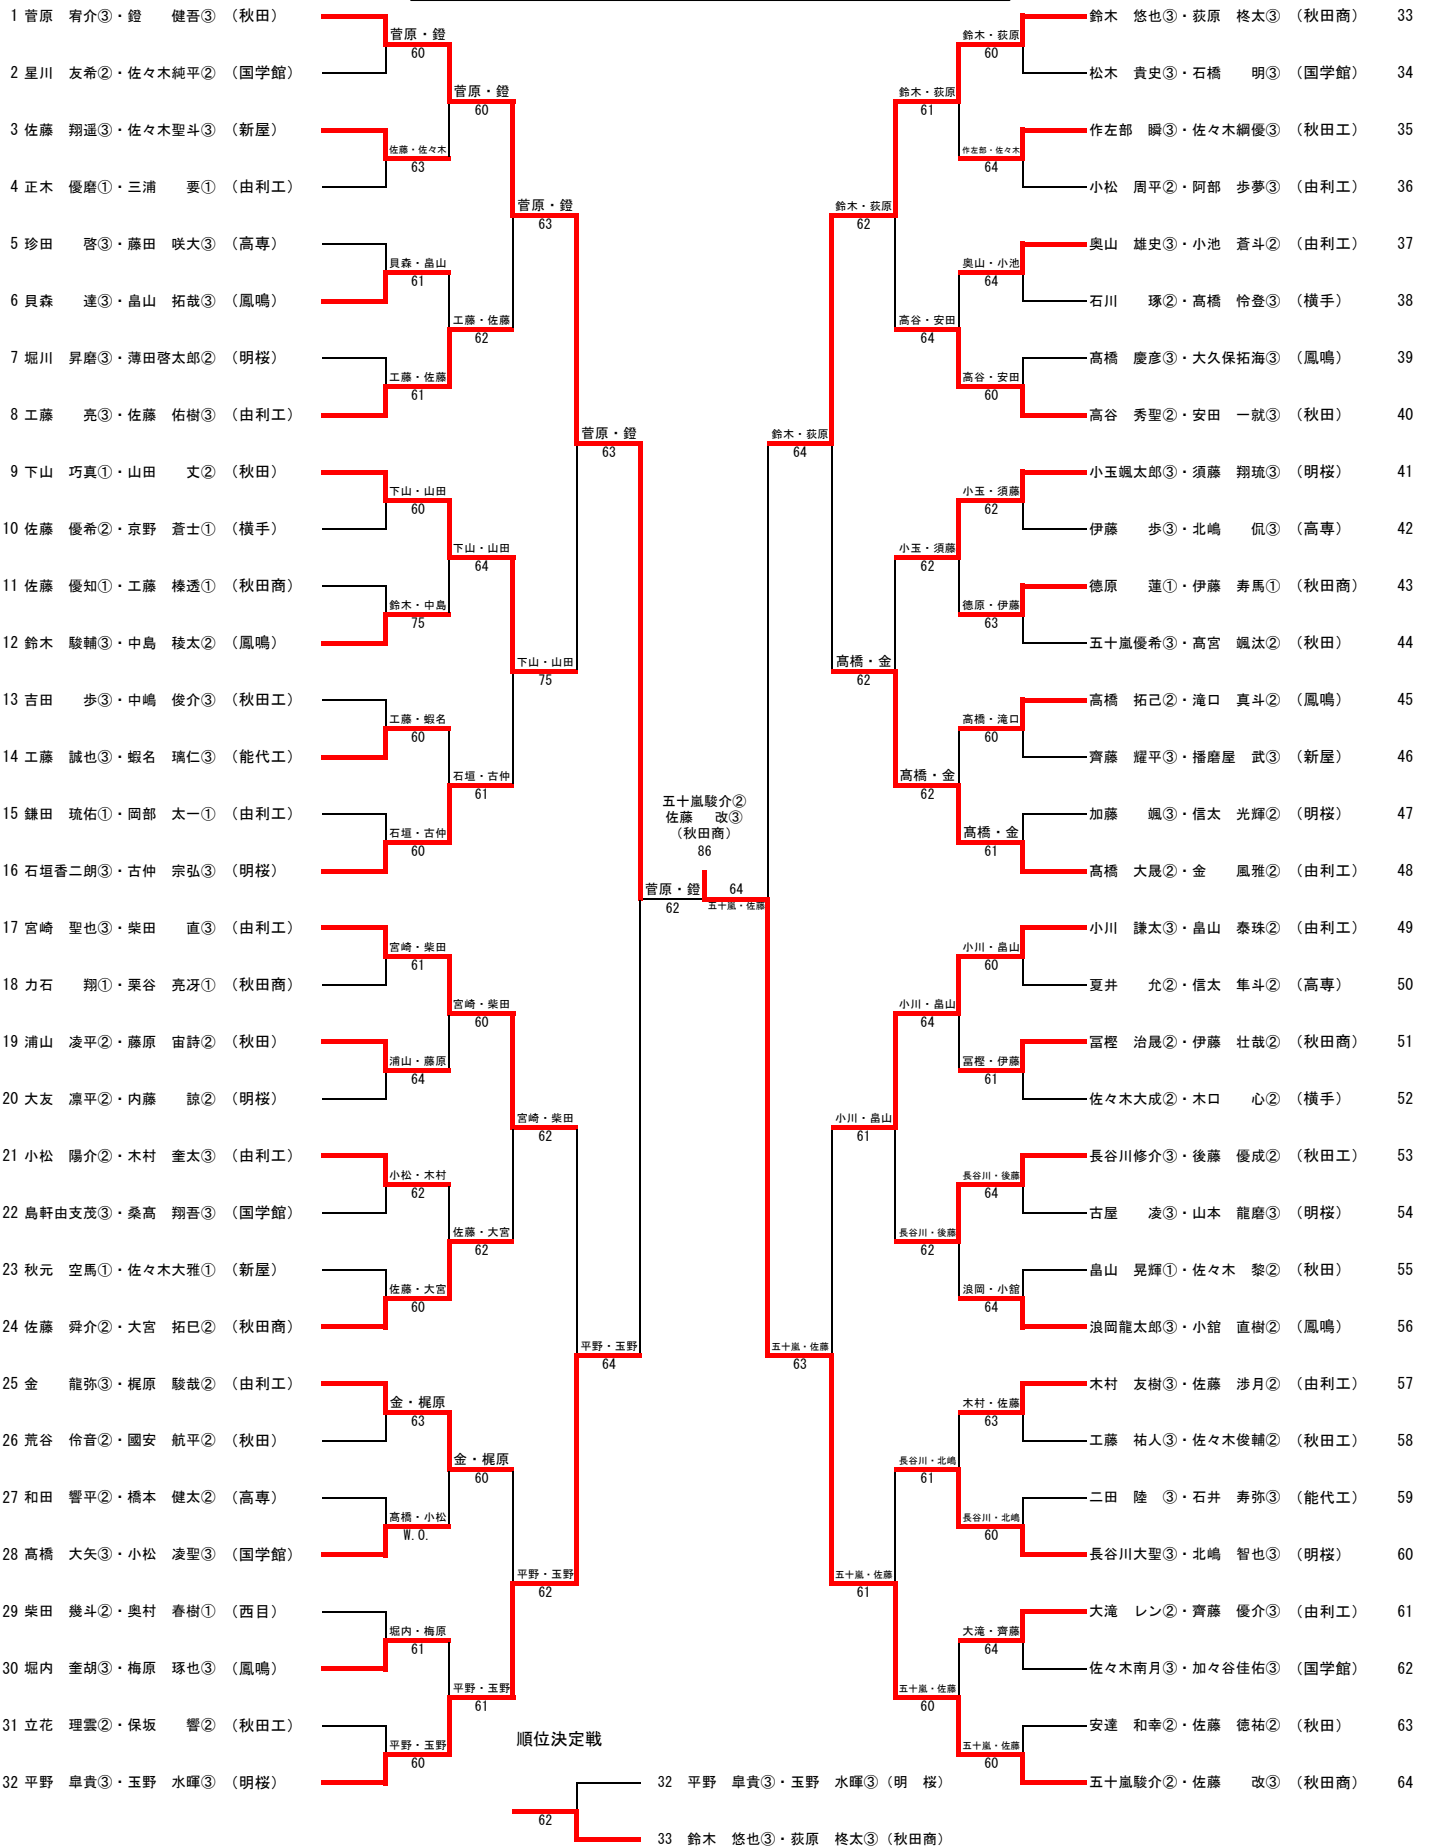 1 菅原　宥介③・鐙　　健吾③　（秋田）
2 星川　友希②・佐々木純平②　（国学館）
3 佐藤　翔遥③・佐々木聖斗③　（新屋）
4 正木　優磨①・三浦　　要①　（由利工）
5 珍田　　啓③・藤田　咲大③　（高専）
6 貝森　　達③・畠山　拓哉③　（鳳鳴）
7 堀川　昇磨③・薄田啓太郎②　（明桜）
8 工藤　　亮③・佐藤　佑樹③　（由利工）
9 下山　巧真①・山田　　丈②　（秋田）
10 佐藤　優希②・京野　蒼士①　（横手）
11 佐藤　優知①・工藤　榛透①　（秋田商）
12 鈴木　駿輔③・中島　稜太②　（鳳鳴）
13 吉田　　歩③・中嶋　俊介③　（秋田工）
14 工藤　誠也③・蝦名　璃仁③　（能代工）
15 鎌田　琉佑①・岡部　太一①　（由利工）
16 石垣香二朗③・古仲　宗弘③　（明桜）
17 宮崎　聖也③・柴田　　直③　（由利工）
18 力石　　翔①・栗谷　亮冴①　（秋田商）
19 浦山　凌平②・藤原　宙詩②　（秋田）
20 大友　凛平②・内藤　　諒②　（明桜）
21 小松　陽介②・木村　奎太③　（由利工）
22 島軒由支茂③・桑髙　翔吾③　（国学館）
23 秋元　空馬①・佐々木大雅①　（新屋）
24 佐藤　舜介②・大宮　拓巳②　（秋田商）
25 金　　龍弥③・梶原　駿哉②　（由利工）
26 荒谷　伶音②・國安　航平②　（秋田）
27 和田　響平②・橋本　健太②　（高専）
28 髙橋　大矢③・小松　凌聖③　（国学館）
29 柴田　幾斗②・奥村　春樹①　（西目）
30 堀内　奎胡③・梅原　琢也③　（鳳鳴）
31 立花　理雲②・保坂　　響②　（秋田工）
32 平野　皐貴③・玉野　水暉③　（明桜）
菅原・鐙
60
佐藤・佐々木
63
貝森・畠山
61
工藤・佐藤
61
下山・山田
60
鈴木・中島
75
工藤・蝦名
60
石垣・古仲
60
宮崎・柴田
61
浦山・藤原
64
小松・木村
62
佐藤・大宮
60
金・梶原
63
髙橋・小松
W.O.
堀内・梅原
61
平野・玉野
60
菅原・鐙
60
工藤・佐藤
62
下山・山田
64
石垣・古仲
61
宮崎・柴田
60
佐藤・大宮
62
金・梶原
60
平野・玉野
61
菅原・鐙
63
下山・山田
75
宮崎・柴田
62
平野・玉野
62
菅原・鐙
63
平野・玉野
64
菅原・鐙
62
五十嵐駿介②
佐藤　　改③
（秋田商）
86
64
五十嵐・佐藤
鈴木・荻原
64
五十嵐・佐藤
63
鈴木・荻原
62
髙橋・金
62
小川・畠山
61
五十嵐・佐藤
61
鈴木・荻原
61
高谷・安田
64
小玉・須藤
62
髙橋・金
62
小川・畠山
64
長谷川・後藤
62
長谷川・北嶋
61
五十嵐・佐藤
60
鈴木・荻原
60
作左部・佐々木
64
奥山・小池
64
高谷・安田
60
小玉・須藤
62
德原・伊藤
63
高橋・滝口
60
髙橋・金
61
小川・畠山
60
冨樫・伊藤
61
長谷川・後藤
64
浪岡・小舘
64
木村・佐藤
63
長谷川・北嶋
60
大滝・齊藤
64
五十嵐・佐藤
60
鈴木　悠也③・荻原　柊太③　（秋田商）　33
松木　貴史③・石橋　　明③　（国学館）　34
作左部　瞬③・佐々木綱優③　（秋田工）　35
小松　周平②・阿部　歩夢③　（由利工）　36
奥山　雄史③・小池　蒼斗②　（由利工）　37
石川　　琢②・髙橋　怜登③　（横手）　38
髙橋　慶彦③・大久保拓海③　（鳳鳴）　39
高谷　秀聖②・安田　一就③　（秋田）　40
小玉颯太郎③・須藤　翔琉③　（明桜）　41
伊藤　　歩③・北嶋　　侃③　（高専）　42
德原　　蓮①・伊藤　寿馬①　（秋田商）　43
五十嵐優希③・髙宮　颯汰②　（秋田）　44
高橋　拓己②・滝口　真斗②　（鳳鳴）　45
齊藤　耀平③・播磨屋　武③　（新屋）　46
加藤　　颯③・信太　光輝②　（明桜）　47
髙橋　大晟②・金　　風雅②　（由利工）　48
小川　謙太③・畠山　泰珠②　（由利工）　49
夏井　　允②・信太　隼斗②　（高専）　50
冨樫　治晟②・伊藤　壮哉②　（秋田商）　51
佐々木大成②・木口　　心②　（横手）　52
長谷川修介③・後藤　優成②　（秋田工）　53
古屋　　凌③・山本　龍磨③　（明桜）　54
畠山　晃輝①・佐々木　黎②　（秋田）　55
浪岡龍太郎③・小舘　直樹②　（鳳鳴）　56
木村　友樹③・佐藤　渉月②　（由利工）　57
工藤　祐人③・佐々木俊輔②　（秋田工）　58
二田　陸　③・石井　寿弥③　（能代工）　59
長谷川大聖③・北嶋　智也③　（明桜）　60
大滝　レン②・齊藤　優介③　（由利工）　61
佐々木南月③・加々谷佳佑③　（国学館）　62
安達　和幸②・佐藤　徳祐②　（秋田）　63
五十嵐駿介②・佐藤　　改③　（秋田商）　64
順位決定戦
32　平野　皐貴③・玉野　水暉③（明　桜）
62
33　鈴木　悠也③・荻原　柊太③（秋田商）